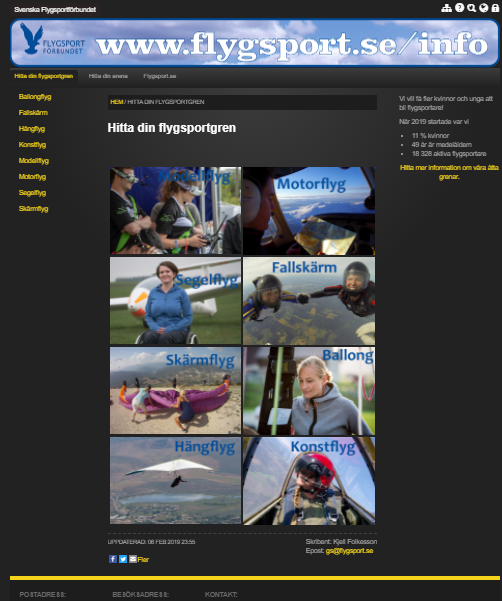 Svenska Flygsportförbundet
FLYGSPORT
FÖRBUNDET
www.flygsport.se/info
Hitta din flygsportgren
Hitta din arena
Flygsport.se
Ballongflyg
Fallskärm
Hängflyg
Konstflyg
Modellflyg
Motorflyg
Segelflyg
Skärmflyg
HEM / HITTA DIN FLYGSPORTGREN
Hitta din flygsportgren
Modellflyg
Motorflyg
Segelflyg
Fallskärm
Skärmflyg
Ballong
Hängflyg
Konstflyg
UPPDATERAD: 06 FEB 2019 23:55
Skribent: Kjell Folkesson
Epost: gs@flygsport.se
Fler
Vi vill få fler kvinnor och unga att
bli flygsportare!
När 2019 startade var vi
• 11 % kvinnor
• 49 år är medelåldern
• 18 328 aktiva flygsportare
Hitta mer information om våra åtta
grenar.
POSTADRESS:
BESÖKSADRESS:
KONTAKT: